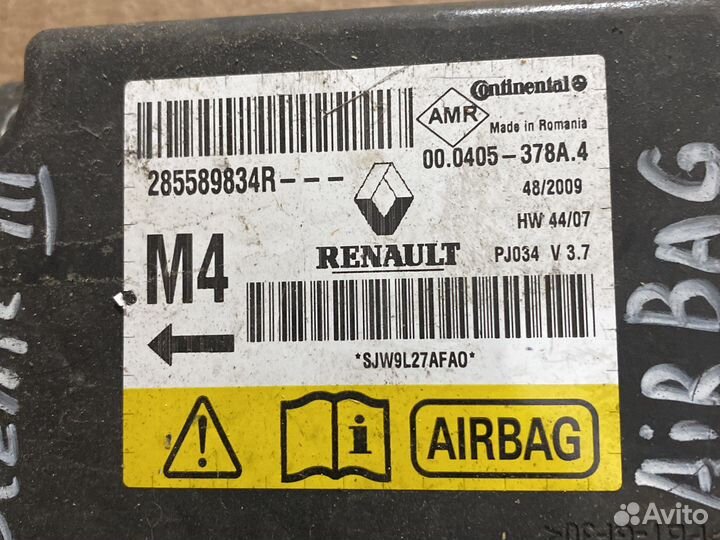 Continental
AMR
Made in Romania
285589834R---
00.0405-378A.4
48/2009
HW 44/07
M4
RENAULT
PJ034 V 3.7
*SJW9L27AFA0*
i
AIRBAG
AiRBAG
III
Avito